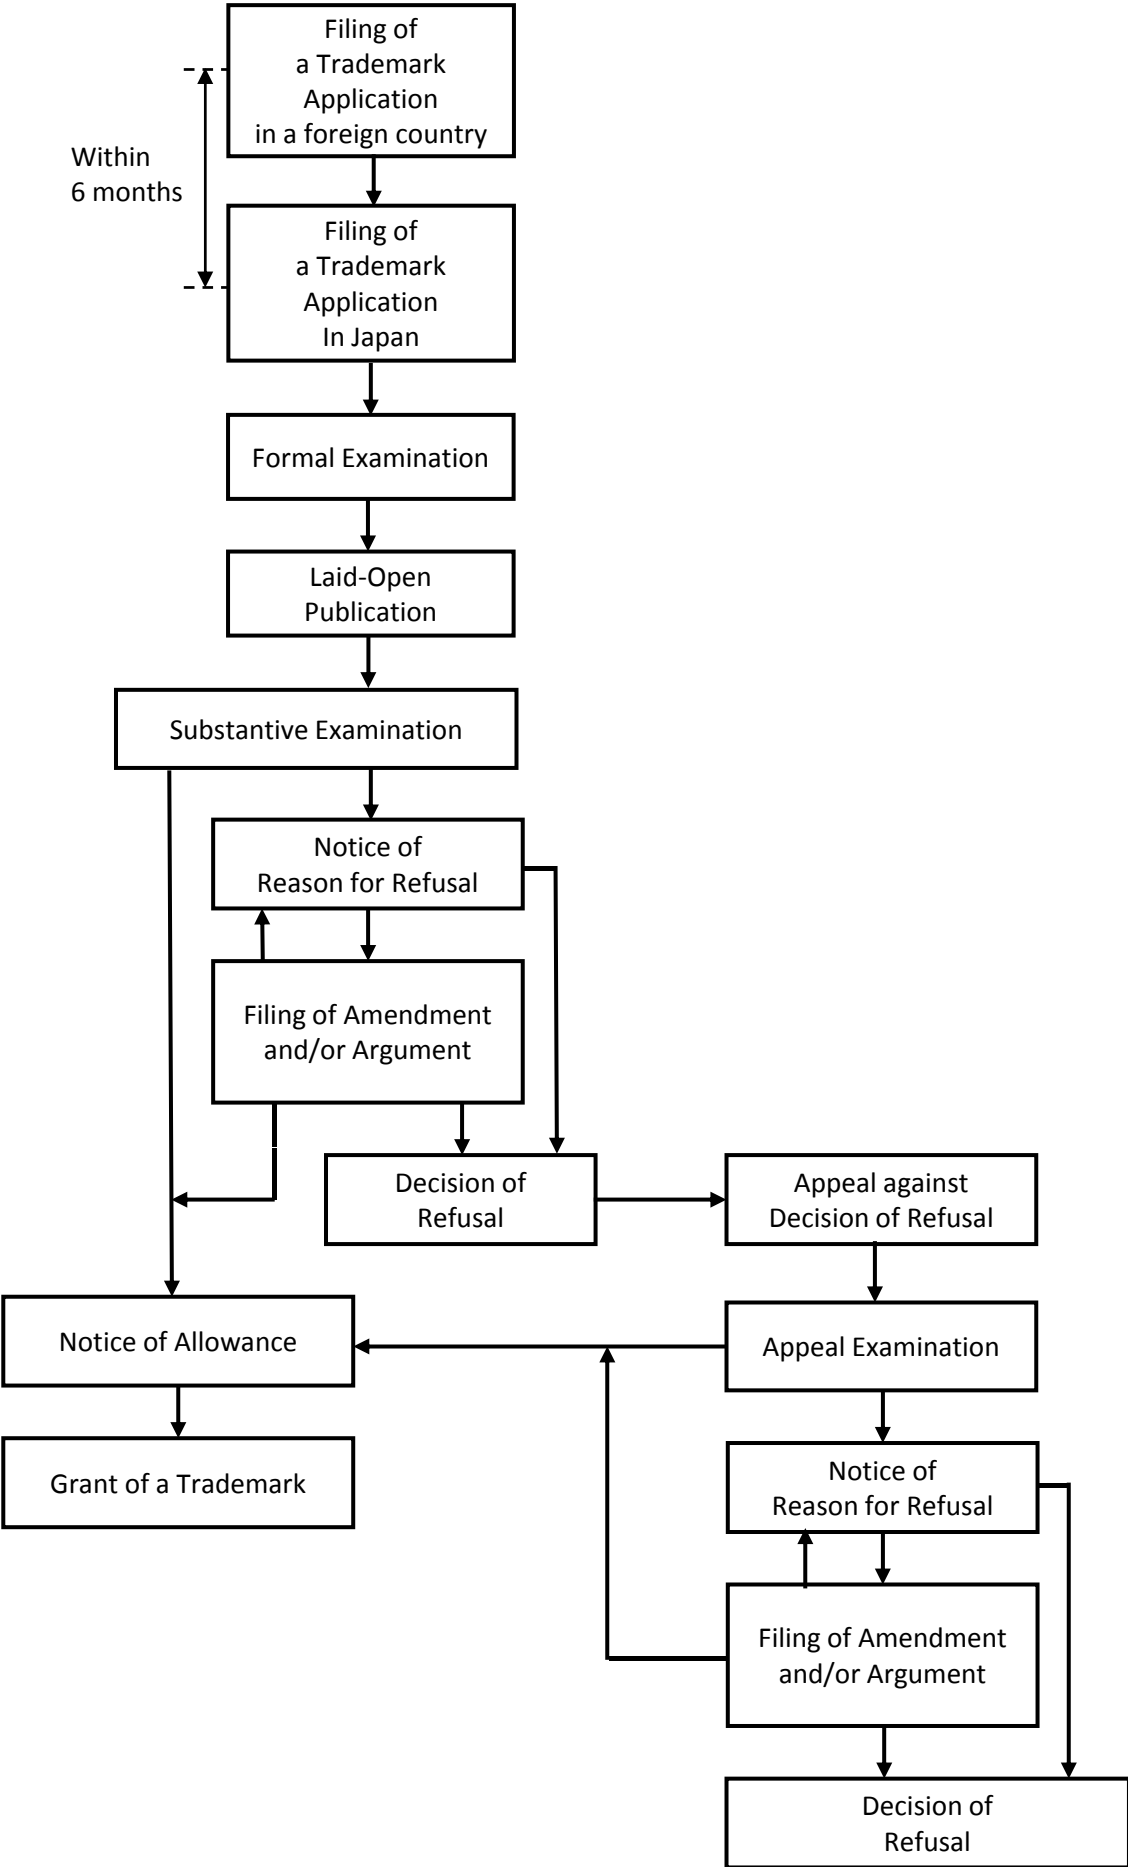 Filing of
a Trademark
Application
in a foreign country
Within
6 months
Filing of
a Trademark
Application
In Japan
Formal Examination
Laid-Open
Publication
Substantive Examination
Notice of
Reason for Refusal
Filing of Amendment
and/or Argument
Decision of
Refusal
Appeal against
Decision of Refusal
Notice of Allowance
Appeal Examination
Grant of a Trademark
Notice of
Reason for Refusal
Filing of Amendment
and/or Argument
Decision of
Refusal